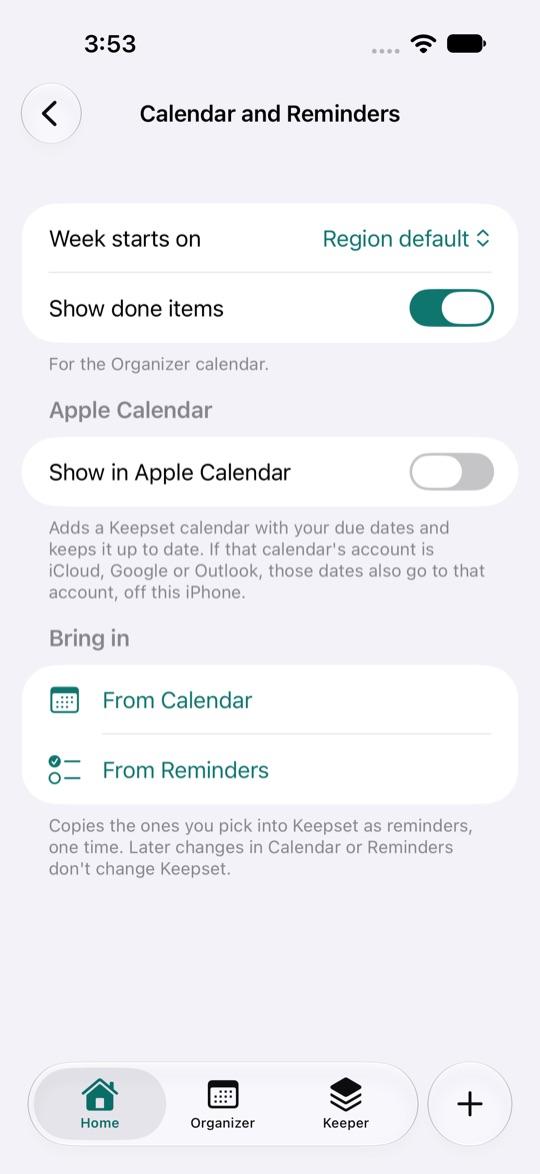 3:53
Calendar and Reminders
Week starts on
Region default
Show done items
For the Organizer calendar.
Apple Calendar
Show in Apple Calendar
Adds a Keepset calendar with your due dates and
keeps it up to date. If that calendar's account is
iCloud, Google or Outlook, those dates also go to that
account, off this iPhone.
Bring in
From Calendar
From Reminders
Copies the ones you pick into Keepset as reminders,
one time. Later changes in Calendar or Reminders
don't change Keepset.
Home
Organizer
Keeper